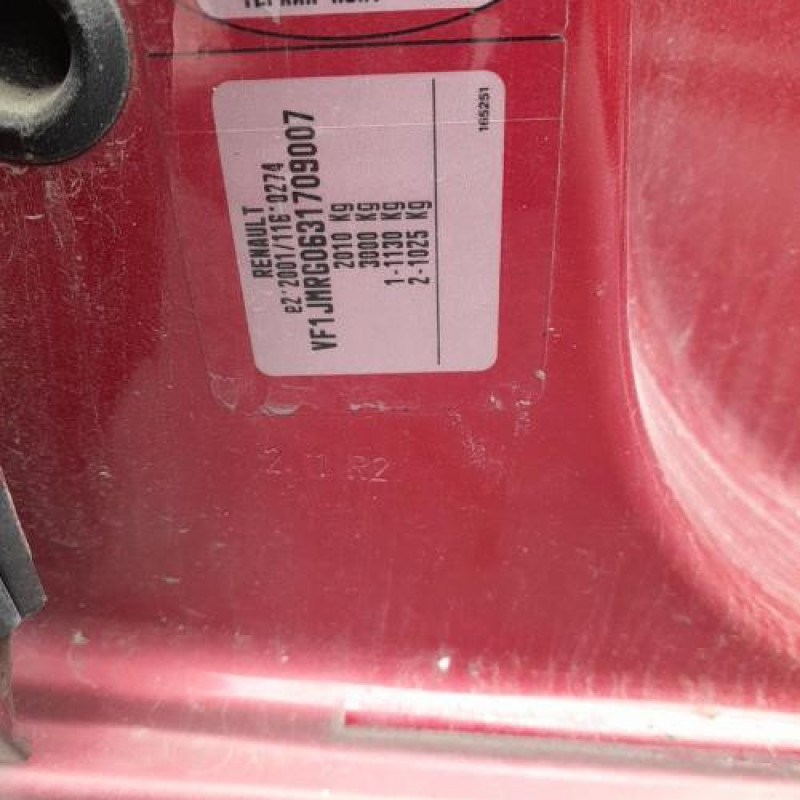 RENAULT
e2*2001/116*0274
VF1JMRG0631709007
2010 Kg
3000 Kg
1-1130 Kg
2-1025 Kg
165251